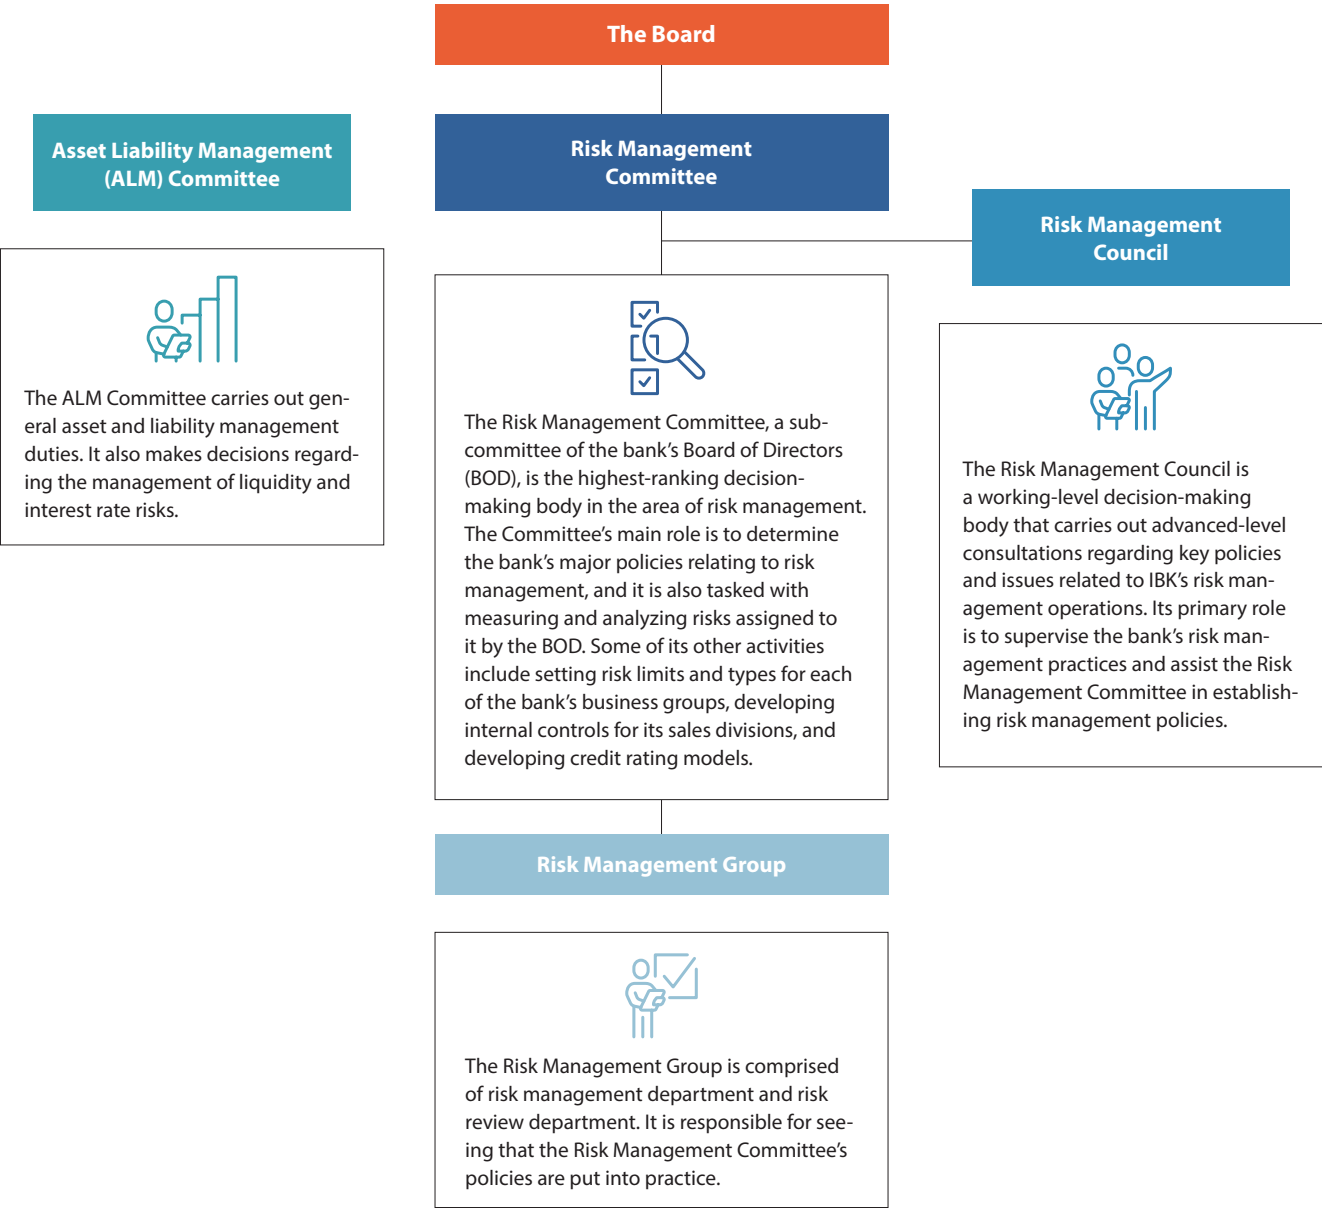 The Board
Asset Liability Management
(ALM) Committee
Risk Management
Committee
Risk Management
Council
The ALM Committee carries out gen-
eral asset and liability management
duties. It also makes decisions regard-
ing the management of liquidity and
interest rate risks.
The Risk Management Committee, a sub-
committee of the bank’s Board of Directors
(BOD), is the highest-ranking decision-
making body in the area of risk management.
The Committee’s main role is to determine
the bank’s major policies relating to risk
management, and it is also tasked with
measuring and analyzing risks assigned to
it by the BOD. Some of its other activities
include setting risk limits and types for each
of the bank’s business groups, developing
internal controls for its sales divisions, and
developing credit rating models.
The Risk Management Council is
a working-level decision-making
body that carries out advanced-level
consultations regarding key policies
and issues related to IBK’s risk man-
agement operations. Its primary role
is to supervise the bank’s risk man-
agement practices and assist the Risk
Management Committee in establish-
ing risk management policies.
Risk Management Group
The Risk Management Group is comprised
of risk management department and risk
review department. It is responsible for see-
ing that the Risk Management Committee’s
policies are put into practice.